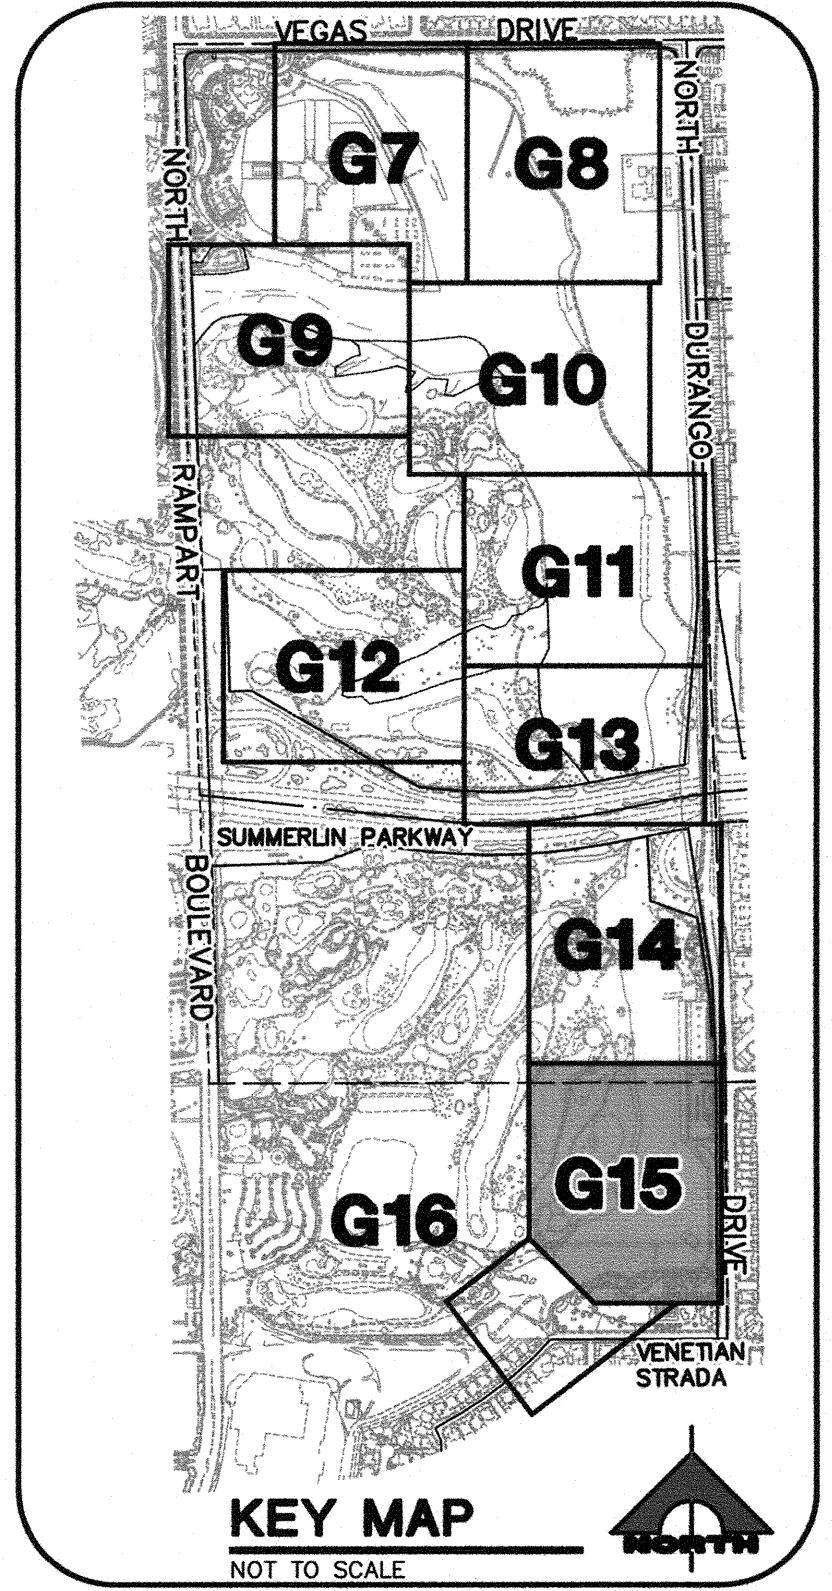 VEGAS DRIVE
NORTH
NORTH
G7
G8
G9
G10
DURANGO
RAMPART
G11
G12
G13
SUMMERLIN PARKWAY
BOULEVARD
G14
G15
G16
DRIVE
VENETIAN
STRADA
KEY MAP
NOT TO SCALE
NORTH